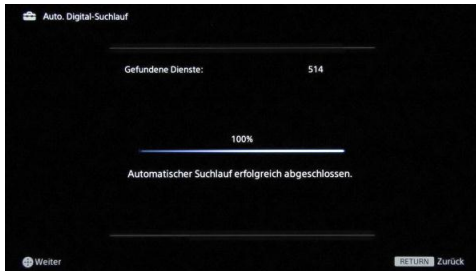 Auto. Digital-Suchlauf
Gefundene Dienste: 514
100%
Automatischer Suchlauf erfolgreich abgeschlossen.
Weiter RETURN Zurück